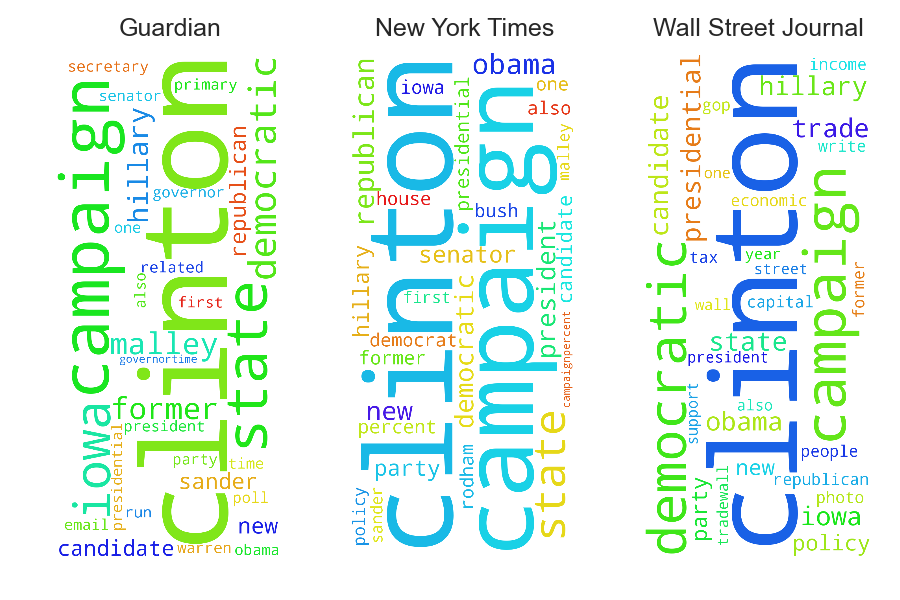 Guardian
secretary
primary
senator
campaign
hillary
clinton
democratic
republican
governor
one
related
also
first
state
malley
governortime
former
iowa
president
presidential
party
time
sander
poll
email
run
new
candidate
warren
obama
New York Times
obama
iowa
one
also
republican
clinton
presidential
campaign
malley
house
bush
candidate
senator
president
hillary
first
democratic
democrat
former
campaignpercent
new
percent
state
party
rodham
policy
sander
Wall Street Journal
income
hillary
gop
presidential
candidate
clinton
trade
write
one
economic
campaign
tax
year
street
democratic
wall
capital
former
state
president
also
support
obama
people
new
republican
party
tradewall
photo
iowa
policy